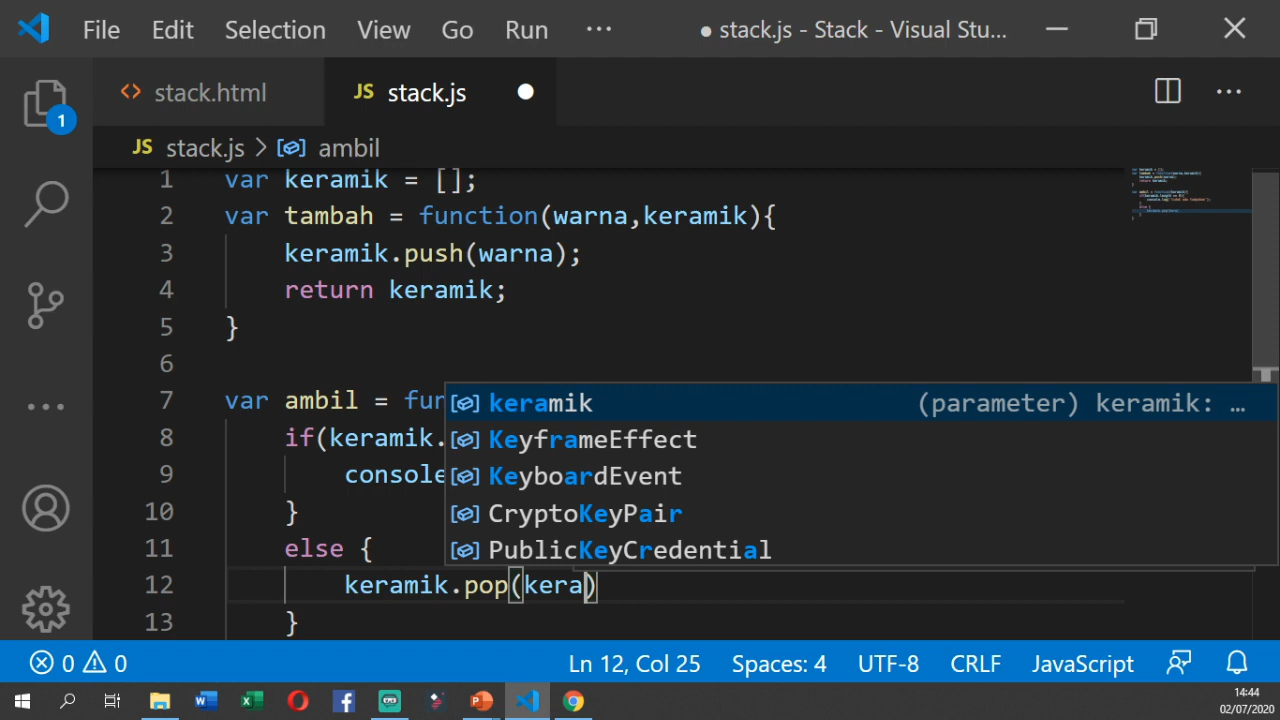 File Edit Selection View Go Run ··· ● stack.js - Stack - Visual Stu...
<> stack.html JS stack.js ● ···
1
JS stack.js > ambil
1 var keramik = [];
2 var tambah = function(warna,keramik){
3 keramik.push(warna);
4 return keramik;
5 }
6
7 var ambil = fun
keramik (parameter) keramik: …
8 if(keramik.
KeyframeEffect
9 console
KeyboardEvent
10 }
CryptoKeyPair
11 else {
PublicKeyCredential
12 keramik.pop(kera)
13 }
0 0 Ln 12, Col 25 Spaces: 4 UTF-8 CRLF JavaScript
14:44
02/07/2020